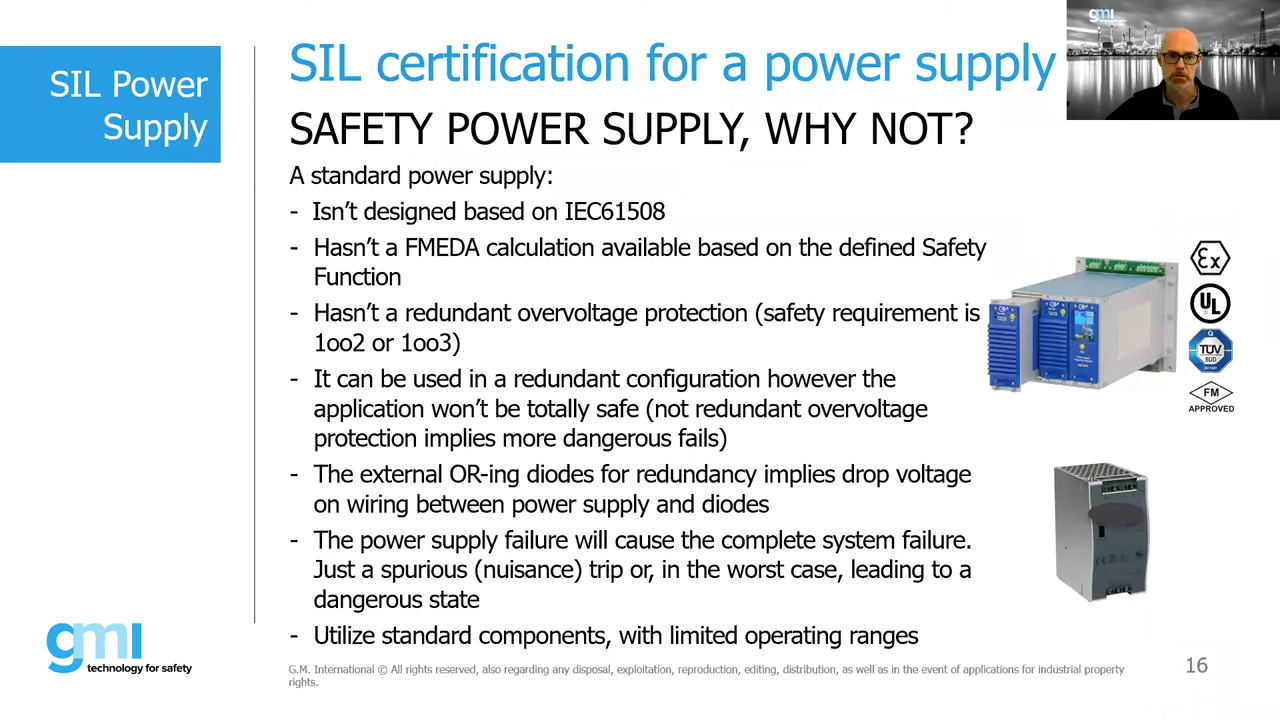 gmi
SIL Power
Supply
SIL certification for a power supply
SAFETY POWER SUPPLY, WHY NOT?
A standard power supply:
- Isn’t designed based on IEC61508
- Hasn’t a FMEDA calculation available based on the defined Safety
Function
- Hasn’t a redundant overvoltage protection (safety requirement is
1oo2 or 1oo3)
- It can be used in a redundant configuration however the
application won’t be totally safe (not redundant overvoltage
protection implies more dangerous fails)
- The external OR-ing diodes for redundancy implies drop voltage
on wiring between power supply and diodes
- The power supply failure will cause the complete system failure.
Just a spurious (nuisance) trip or, in the worst case, leading to a
dangerous state
- Utilize standard components, with limited operating ranges
Ex
UL
TÜV
SÜD
FM
APPROVED
gmi
technology for safety
G.M. International © All rights reserved, also regarding any disposal, exploitation, reproduction, editing, distribution, as well as in the event of applications for industrial property
rights.
16